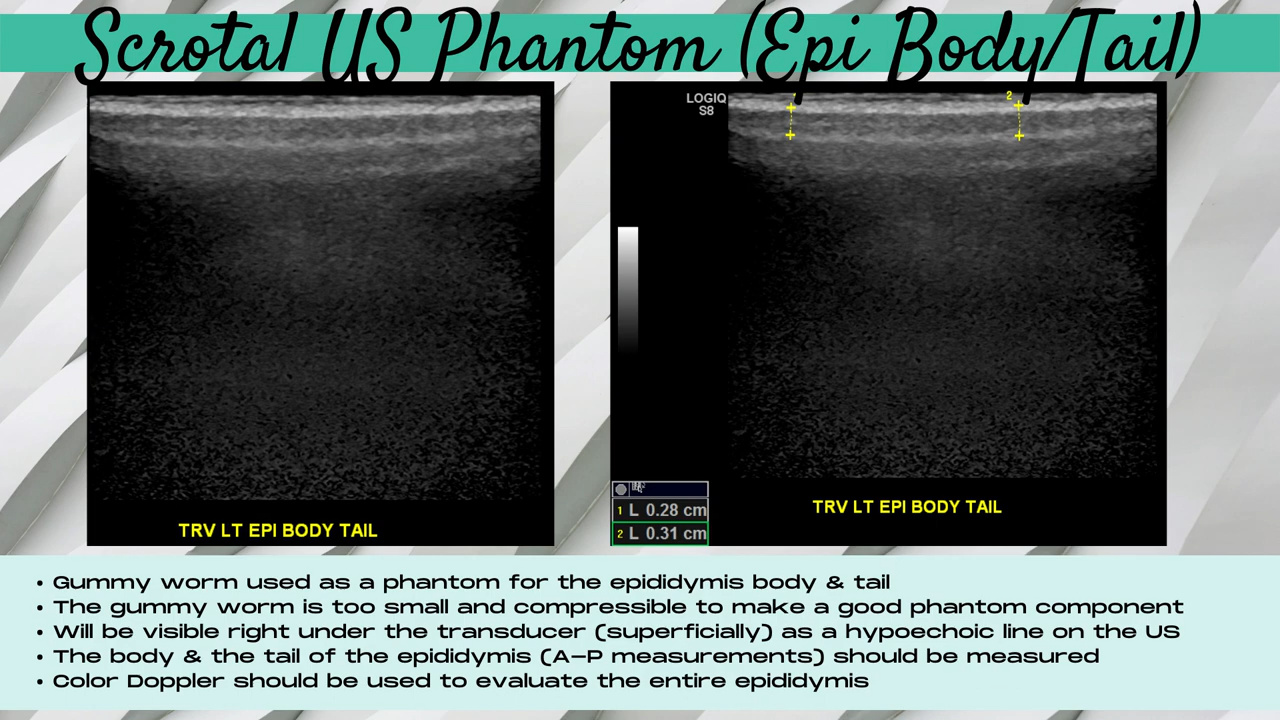 Scrotal US Phantom (Epi Body/Tail)
LOGIQ
S8
2
TRV LT EPI BODY TAIL
1 L 0.28 cm
2 L 0.31 cm
TRV LT EPI BODY TAIL
• Gummy worm used as a phantom for the epididymis body & tail
• The gummy worm is too small and compressible to make a good phantom component
• Will be visible right under the transducer (superficially) as a hypoechoic line on the US
• The body & the tail of the epididymis (A-P measurements) should be measured
• Color Doppler should be used to evaluate the entire epididymis